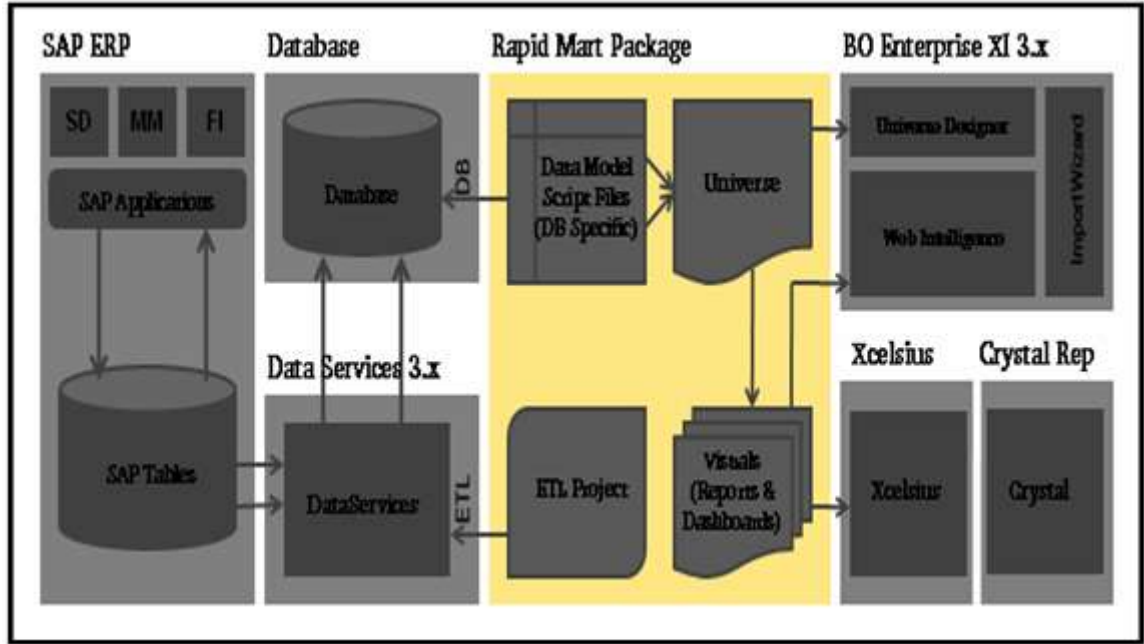 SAP ERP
Database
Rapid Mart Package
BO Enterprise XI 3.x
SD
MM
FI
SAP Applications
SAP Tables
Database
DB
Data Services 3.x
DataServices
ETL
Data Model
Script Files
(DB Specific)
Universe
ETL Project
Visuals
(Reports &
Dashboards)
Universe Designer
Web Intelligence
ImportWizard
Xcelsius
Crystal Rep
Xcelsius
Crystal